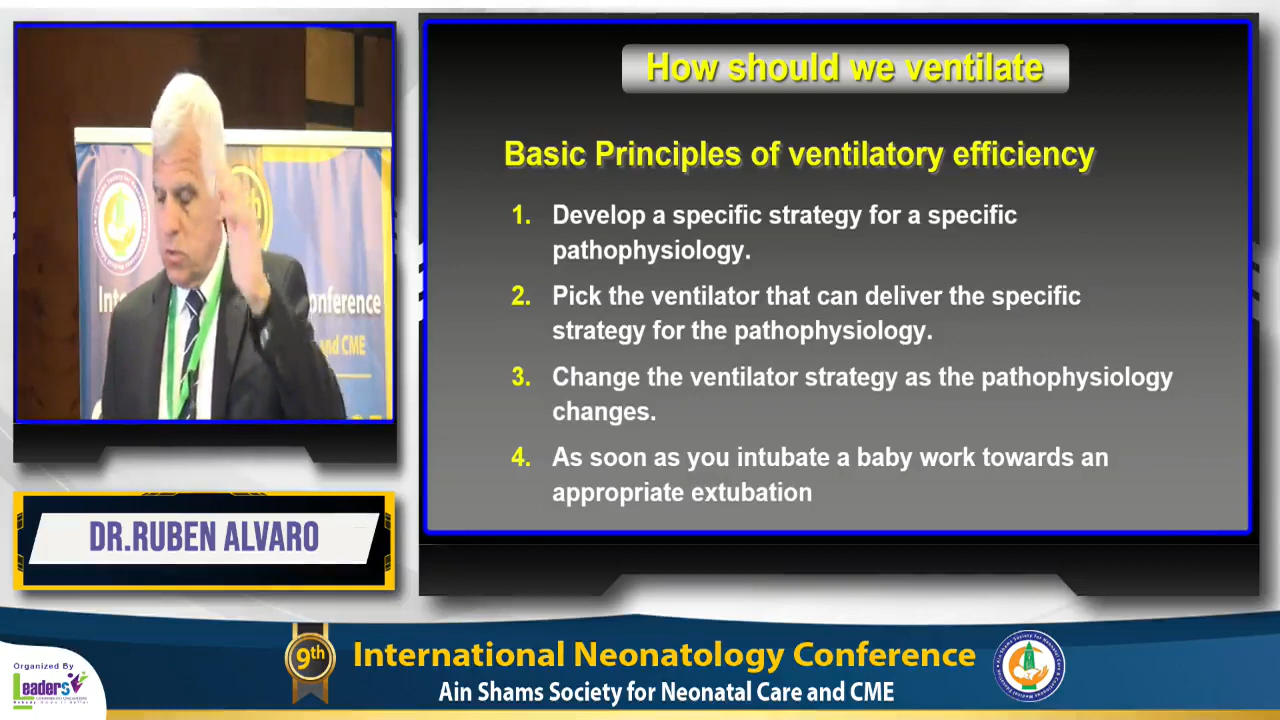 How should we ventilate
Basic Principles of ventilatory efficiency
1. Develop a specific strategy for a specific
pathophysiology.
2. Pick the ventilator that can deliver the specific
strategy for the pathophysiology.
3. Change the ventilator strategy as the pathophysiology
changes.
4. As soon as you intubate a baby work towards an
appropriate extubation
Inter
onference
and CME
DR.RUBEN ALVARO
9th
International Neonatology Conference
Ain Shams Society for Neonatal Care and CME
Organized By
Leaders